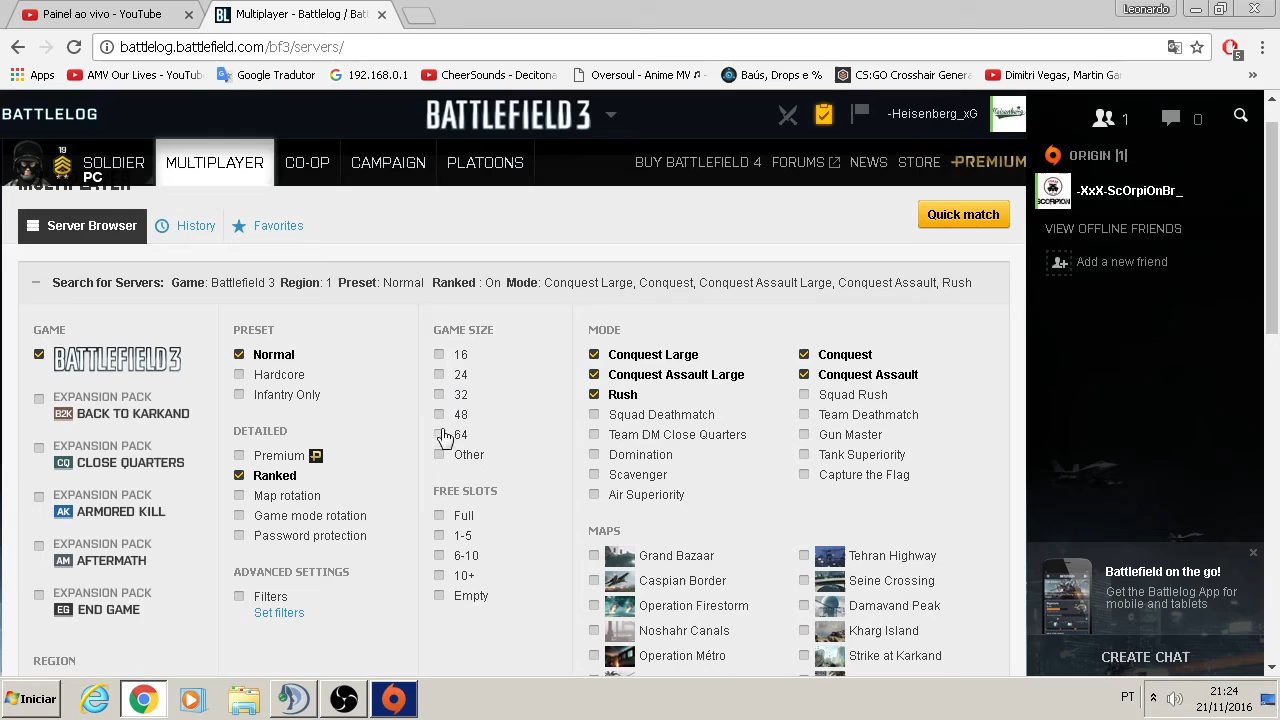 Painel ao vivo - YouTube
Multiplayer - Battlelog / Bat
Leonardo
battlelog.battlefield.com/bf3/servers/
5
Apps
AMV Our Lives - YouTub
Google Tradutor
192.168.0.1
CheerSounds - Decitona
Oversoul - Anime MV
Baús, Drops e %
CS:GO Crosshair Genera
Dimitri Vegas, Martin Gar
»
BATTLELOG
BATTLEFIELD 3
-Heisenberg_xG
1
0
19
SOLDIER
PC
MULTIPLAYER
CO-OP
CAMPAIGN
PLATOONS
BUY BATTLEFIELD 4
FORUMS
NEWS
STORE
PREMIUM
ORIGIN |1|
-XxX-ScOrpiOnBr_
VIEW OFFLINE FRIENDS
Add a new friend
MULTIPLAYER
Server Browser
History
Favorites
Quick match
Search for Servers: Game: Battlefield 3 Region: 1 Preset: Normal Ranked : On Mode: Conquest Large, Conquest, Conquest Assault Large, Conquest Assault, Rush
GAME
BATTLEFIELD 3
EXPANSION PACK
B2K BACK TO KARKAND
EXPANSION PACK
CQ CLOSE QUARTERS
EXPANSION PACK
AK ARMORED KILL
EXPANSION PACK
AM AFTERMATH
EXPANSION PACK
EG END GAME
REGION
PRESET
Normal
Hardcore
Infantry Only
DETAILED
Premium
Ranked
Map rotation
Game mode rotation
Password protection
ADVANCED SETTINGS
Filters
Set filters
GAME SIZE
16
24
32
48
64
Other
FREE SLOTS
Full
1-5
6-10
10+
Empty
MODE
Conquest Large
Conquest
Conquest Assault Large
Conquest Assault
Rush
Squad Rush
Squad Deathmatch
Team Deathmatch
Team DM Close Quarters
Gun Master
Domination
Tank Superiority
Scavenger
Capture the Flag
Air Superiority
MAPS
Grand Bazaar
Tehran Highway
Caspian Border
Seine Crossing
Operation Firestorm
Damavand Peak
Noshahr Canals
Kharg Island
Operation Métro
Strike at Karkand
Battlefield on the go!
Get the Battlelog App for
mobile and tablets
CREATE CHAT
Iniciar
PT
21:24
21/11/2016